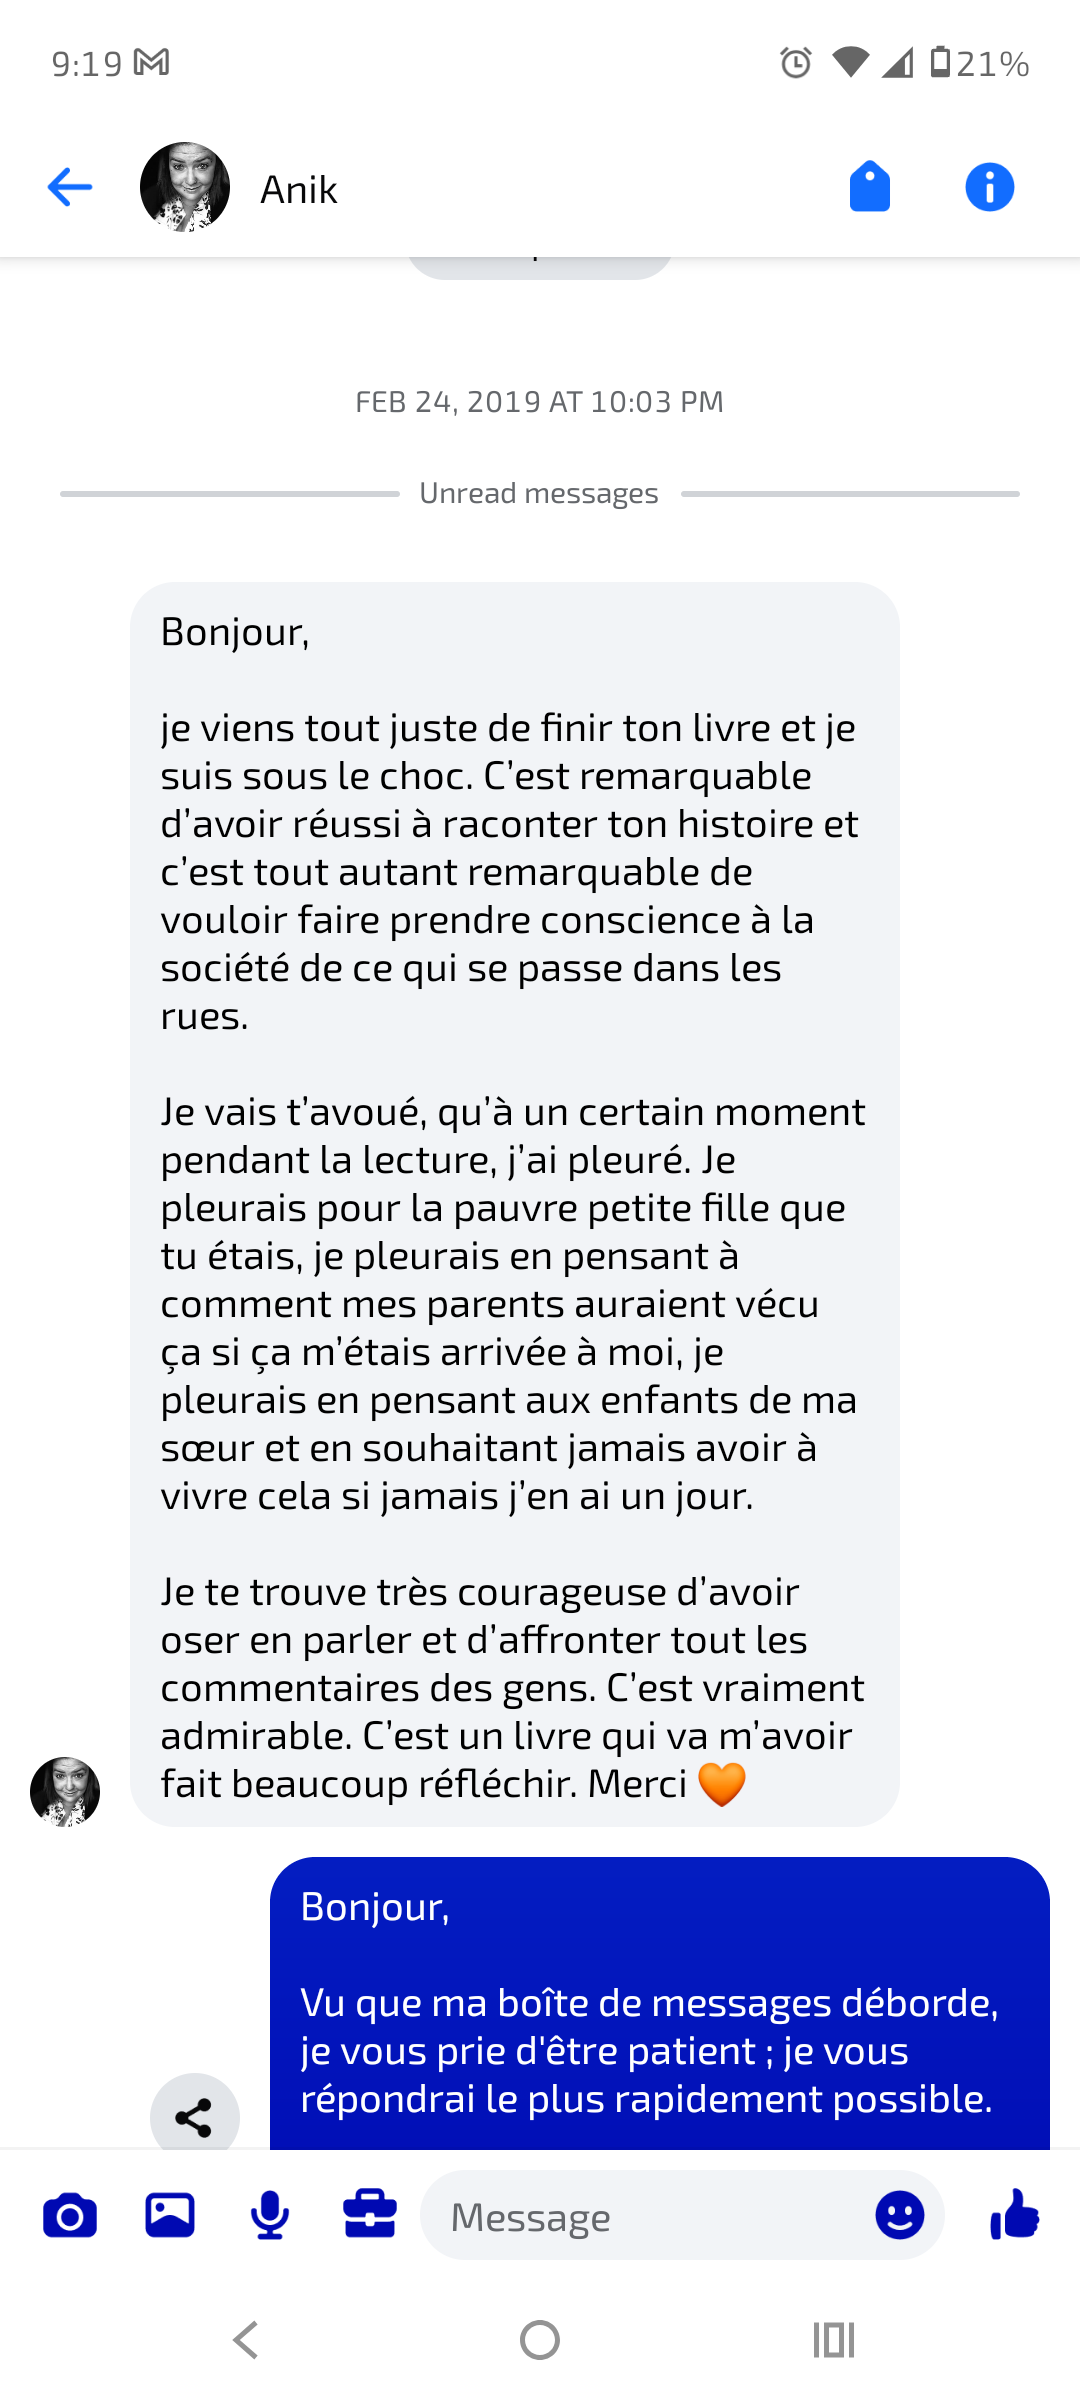 9:19
21%
Anik
FEB 24, 2019 AT 10:03 PM
Unread messages
Bonjour,
je viens tout juste de finir ton livre et je
suis sous le choc. C’est remarquable
d’avoir réussi à raconter ton histoire et
c’est tout autant remarquable de
vouloir faire prendre conscience à la
société de ce qui se passe dans les
rues.
Je vais t’avoué, qu’à un certain moment
pendant la lecture, j’ai pleuré. Je
pleurais pour la pauvre petite fille que
tu étais, je pleurais en pensant à
comment mes parents auraient vécu
ça si ça m’étais arrivée à moi, je
pleurais en pensant aux enfants de ma
sœur et en souhaitant jamais avoir à
vivre cela si jamais j’en ai un jour.
Je te trouve très courageuse d’avoir
oser en parler et d’affronter tout les
commentaires des gens. C’est vraiment
admirable. C’est un livre qui va m’avoir
fait beaucoup réfléchir. Merci 🧡
Bonjour,
Vu que ma boîte de messages déborde,
je vous prie d'être patient ; je vous
répondrai le plus rapidement possible.
Message